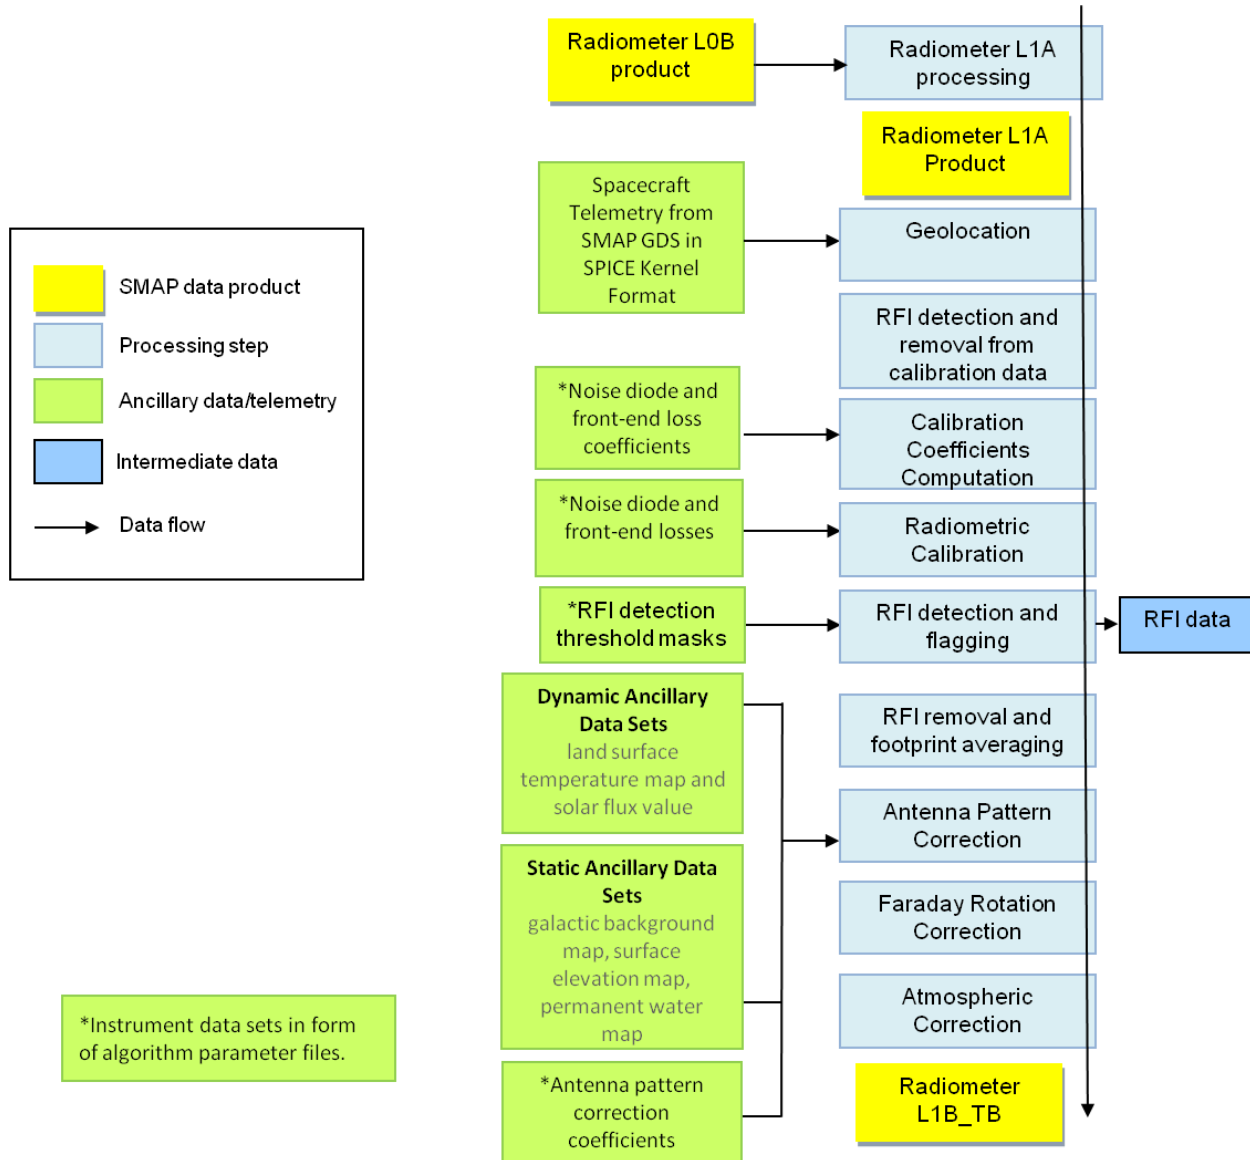 Radiometer L0B
product
Radiometer L1A
processing
Radiometer L1A
Product
Spacecraft
Telemetry from
SMAP GDS in
SPICE Kernel
Format
Geolocation
SMAP data product
Processing step
Ancillary data/telemetry
Intermediate data
Data flow
RFI detection and
removal from
calibration data
*Noise diode and
front-end loss
coefficients
Calibration
Coefficients
Computation
*Noise diode and
front-end losses
Radiometric
Calibration
*RFI detection
threshold masks
RFI detection and
flagging
RFI data
Dynamic Ancillary
Data Sets
land surface
temperature map and
solar flux value
RFI removal and
footprint averaging
Antenna Pattern
Correction
Static Ancillary Data
Sets
galactic background
map, surface
elevation map,
permanent water
map
Faraday Rotation
Correction
Atmospheric
Correction
*Instrument data sets in form
of algorithm parameter files.
*Antenna pattern
correction
coefficients
Radiometer
L1B_TB